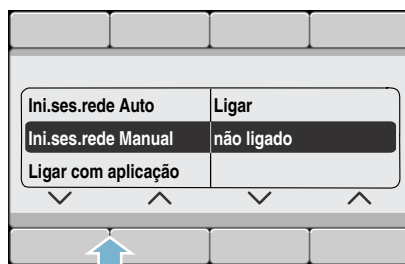 Ini.ses.rede Auto Ligar
Ini.ses.rede Manual não ligado
Ligar com aplicação